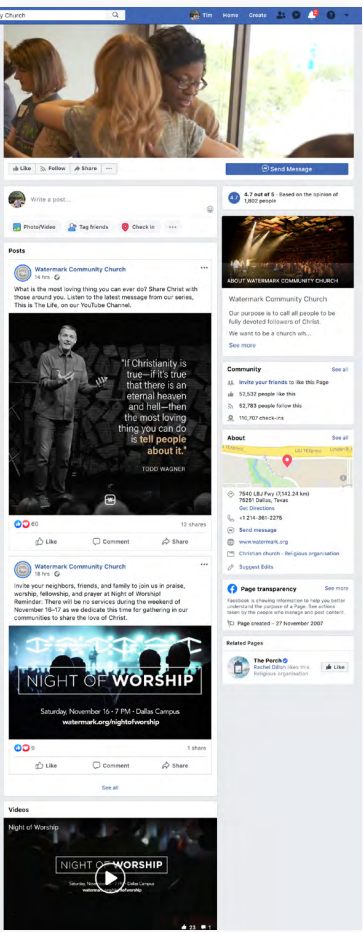 y Church
Tim Home Create
Like Follow Share ...
Send Message
Write a post...
Photo/Video Tag friends Check in ...
Posts
Watermark Community Church
14 hrs ·
What is the most loving thing you can ever do? Share Christ with
those around you. Listen to the latest message from our series,
This is The Life, on our YouTube Channel.
"If Christianity is
true—if it's true
that there is an
eternal heaven
and hell—then
the most loving
thing you can do
is tell people
about it."
TODD WAGNER
60 12 shares
Like Comment Share
Watermark Community Church
18 hrs ·
Invite your neighbors, friends, and family to join us in praise,
worship, fellowship, and prayer at Night of Worship!
Reminder: There will be no services during the weekend of
November 16-17 as we dedicate this time for gathering in our
communities to share the love of Christ.
NIGHT OF WORSHIP
Saturday, November 16 • 7 PM • Dallas Campus
watermark.org/nightofworship
9 1 share
Like Comment Share
See all
Videos
Night of Worship
NIGHT OF WORSHIP
23 1
4.7
4.7 out of 5 · Based on the opinion of
1,802 people
ABOUT WATERMARK COMMUNITY CHURCH
Watermark Community Church
Our purpose is to call all people to be
fully devoted followers of Christ.
We want to be a church wh...
See more
Community See all
Invite your friends to like this Page
52,532 people like this
52,783 people follow this
110,707 check-ins
About See all
7540 LBJ Fwy (7,142.24 km)
75251 Dallas, Texas
Get Directions
+1 214-361-2275
Send message
www.watermark.org
Christian church · Religious organisation
Suggest Edits
Page transparency See more
Facebook is showing information to help you better
understand the purpose of a Page. See actions
taken by the people who manage and post content.
Page created – 27 November 2007
Related Pages
The Porch
Rachel Dillon likes this
Religious organisation
Like